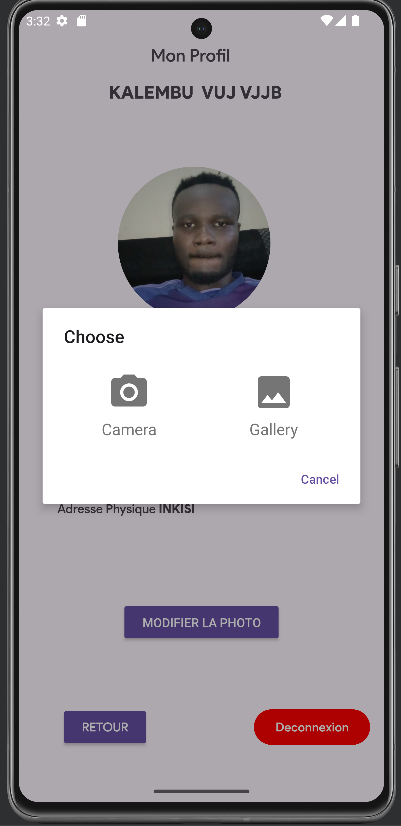 3:32
Mon Profil
KALEMBU VUJ VJJB
Choose
Camera Gallery
Cancel
Adresse Physique INKISI
MODIFIER LA PHOTO
RETOUR Deconnexion